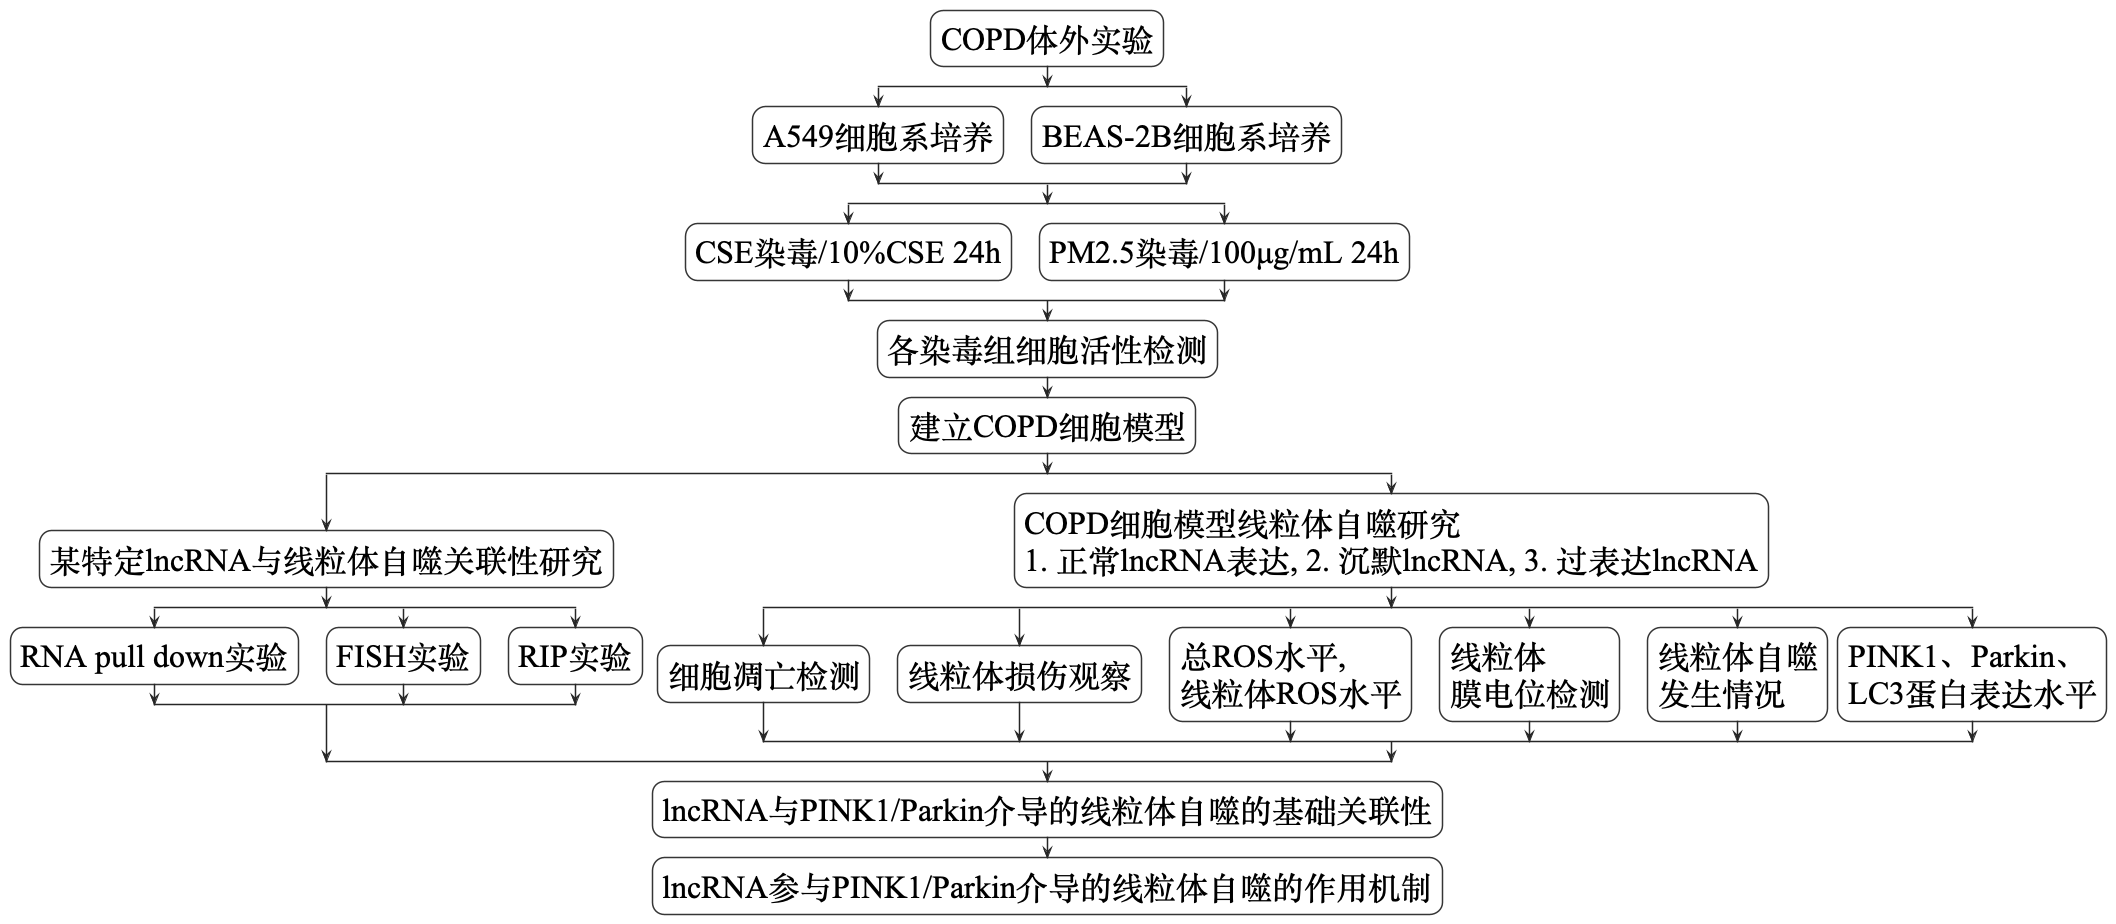 COPD体外实验
A549细胞系培养
BEAS-2B细胞系培养
CSE染毒/10%CSE 24h
PM2.5染毒/100μg/mL 24h
各染毒组细胞活性检测
建立COPD细胞模型
某特定lncRNA与线粒体自噬关联性研究
COPD细胞模型线粒体自噬研究
1. 正常lncRNA表达, 2. 沉默lncRNA, 3. 过表达lncRNA
RNA pull down实验
FISH实验
RIP实验
细胞凋亡检测
线粒体损伤观察
总ROS水平,
线粒体ROS水平
线粒体
膜电位检测
线粒体自噬
发生情况
PINK1、Parkin、
LC3蛋白表达水平
lncRNA与PINK1/Parkin介导的线粒体自噬的基础关联性
lncRNA参与PINK1/Parkin介导的线粒体自噬的作用机制